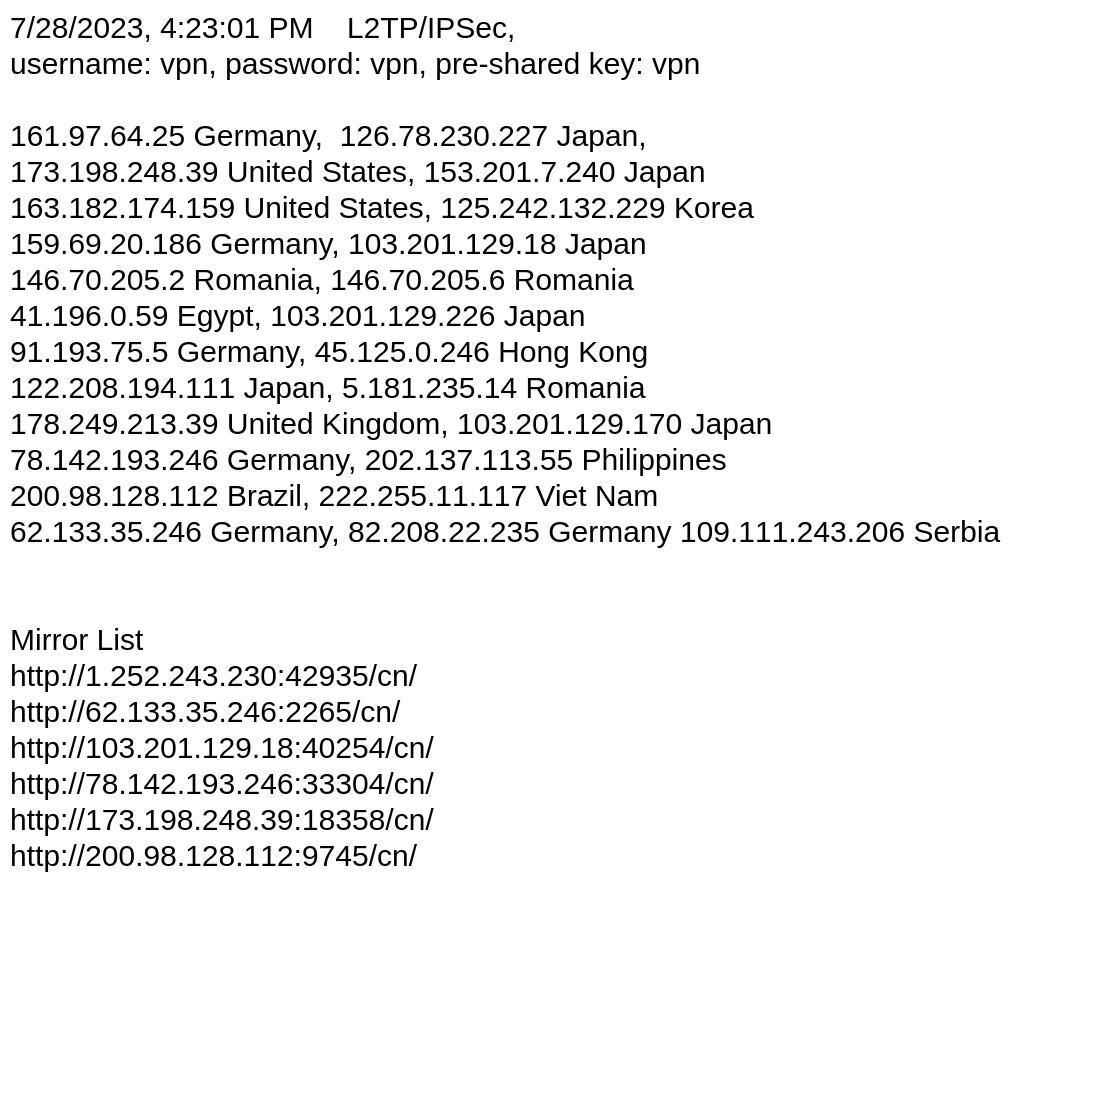 7/28/2023, 4:23:01 PM    L2TP/IPSec,
username: vpn, password: vpn, pre-shared key: vpn
161.97.64.25 Germany,  126.78.230.227 Japan,
173.198.248.39 United States, 153.201.7.240 Japan
163.182.174.159 United States, 125.242.132.229 Korea
159.69.20.186 Germany, 103.201.129.18 Japan
146.70.205.2 Romania, 146.70.205.6 Romania
41.196.0.59 Egypt, 103.201.129.226 Japan
91.193.75.5 Germany, 45.125.0.246 Hong Kong
122.208.194.111 Japan, 5.181.235.14 Romania
178.249.213.39 United Kingdom, 103.201.129.170 Japan
78.142.193.246 Germany, 202.137.113.55 Philippines
200.98.128.112 Brazil, 222.255.11.117 Viet Nam
62.133.35.246 Germany, 82.208.22.235 Germany 109.111.243.206 Serbia
Mirror List
http://1.252.243.230:42935/cn/
http://62.133.35.246:2265/cn/
http://103.201.129.18:40254/cn/
http://78.142.193.246:33304/cn/
http://173.198.248.39:18358/cn/
http://200.98.128.112:9745/cn/